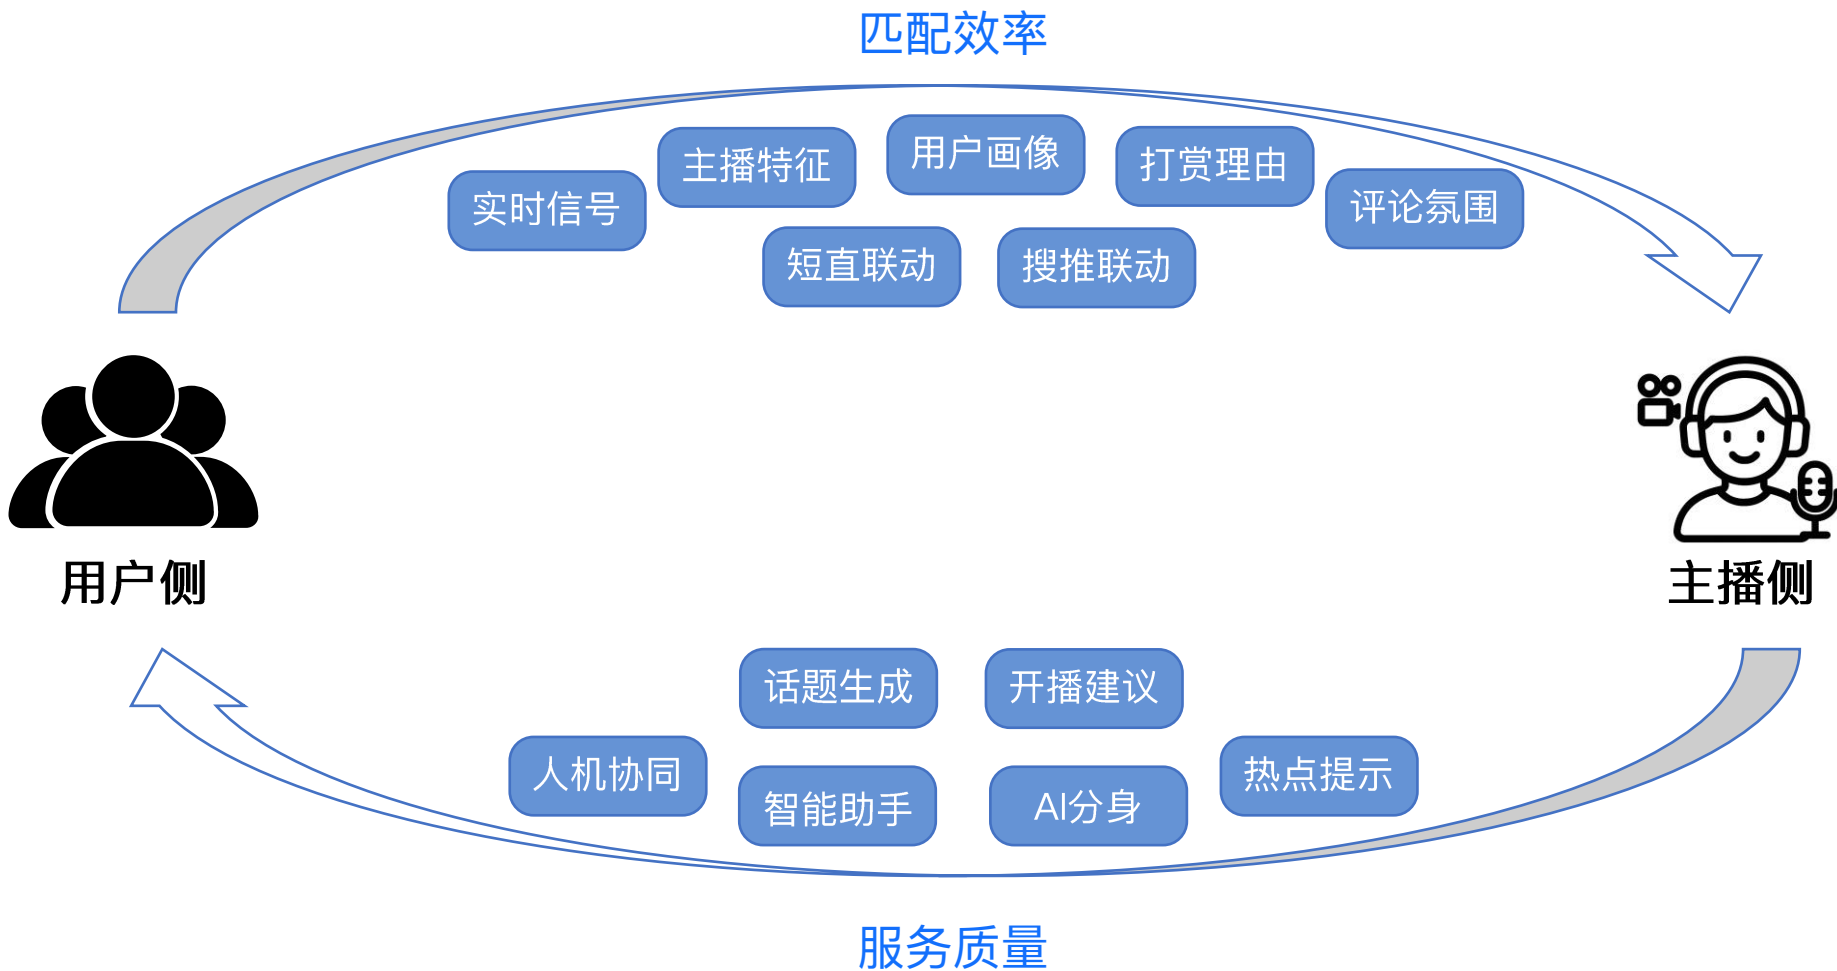 匹配效率
实时信号
主播特征
用户画像
打赏理由
评论氛围
短直联动
搜推联动
用户侧
主播侧
话题生成
开播建议
人机协同
智能助手
AI分身
热点提示
服务质量